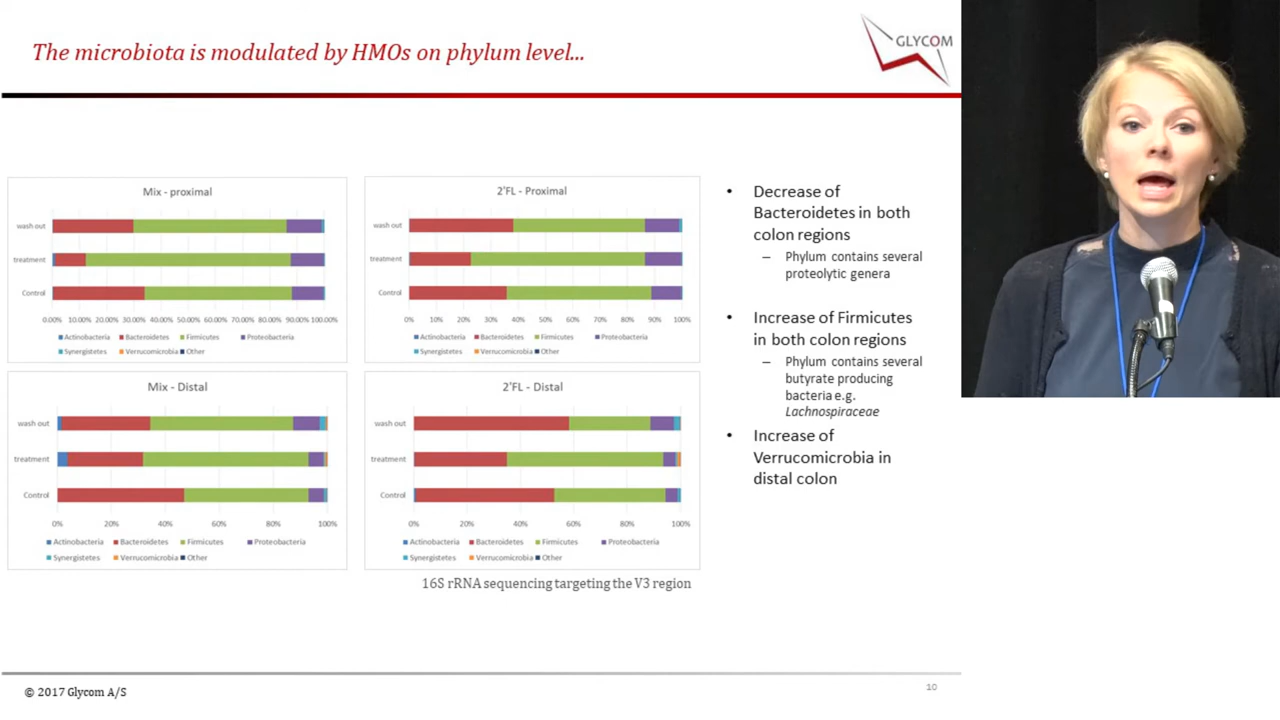 The microbiota is modulated by HMOs on phylum level...
GLYCOM
Mix - proximal
wash out
treatment
Control
0.00% 10.00% 20.00% 30.00% 40.00% 50.00% 60.00% 70.00% 80.00% 90.00% 100.00%
Actinobacteria Bacteroidetes Firmicutes Proteobacteria
Synergistetes Verrucomicrobia Other
2'FL - Proximal
wash out
treatment
Control
0% 10% 20% 30% 40% 50% 60% 70% 80% 90% 100%
Actinobacteria Bacteroidetes Firmicutes Proteobacteria
Synergistetes Verrucomicrobia Other
Mix - Distal
wash out
treatment
Control
0% 20% 40% 60% 80% 100%
Actinobacteria Bacteroidetes Firmicutes Proteobacteria
Synergistetes Verrucomicrobia Other
2'FL - Distal
wash out
treatment
Control
0% 20% 40% 60% 80% 100%
Actinobacteria Bacteroidetes Firmicutes Proteobacteria
Synergistetes Verrucomicrobia Other
16S rRNA sequencing targeting the V3 region
• Decrease of
Bacteroidetes in both
colon regions
– Phylum contains several
proteolytic genera
• Increase of Firmicutes
in both colon regions
– Phylum contains several
butyrate producing
bacteria e.g.
Lachnospiraceae
• Increase of
Verrucomicrobia in
distal colon
© 2017 Glycom A/S
10